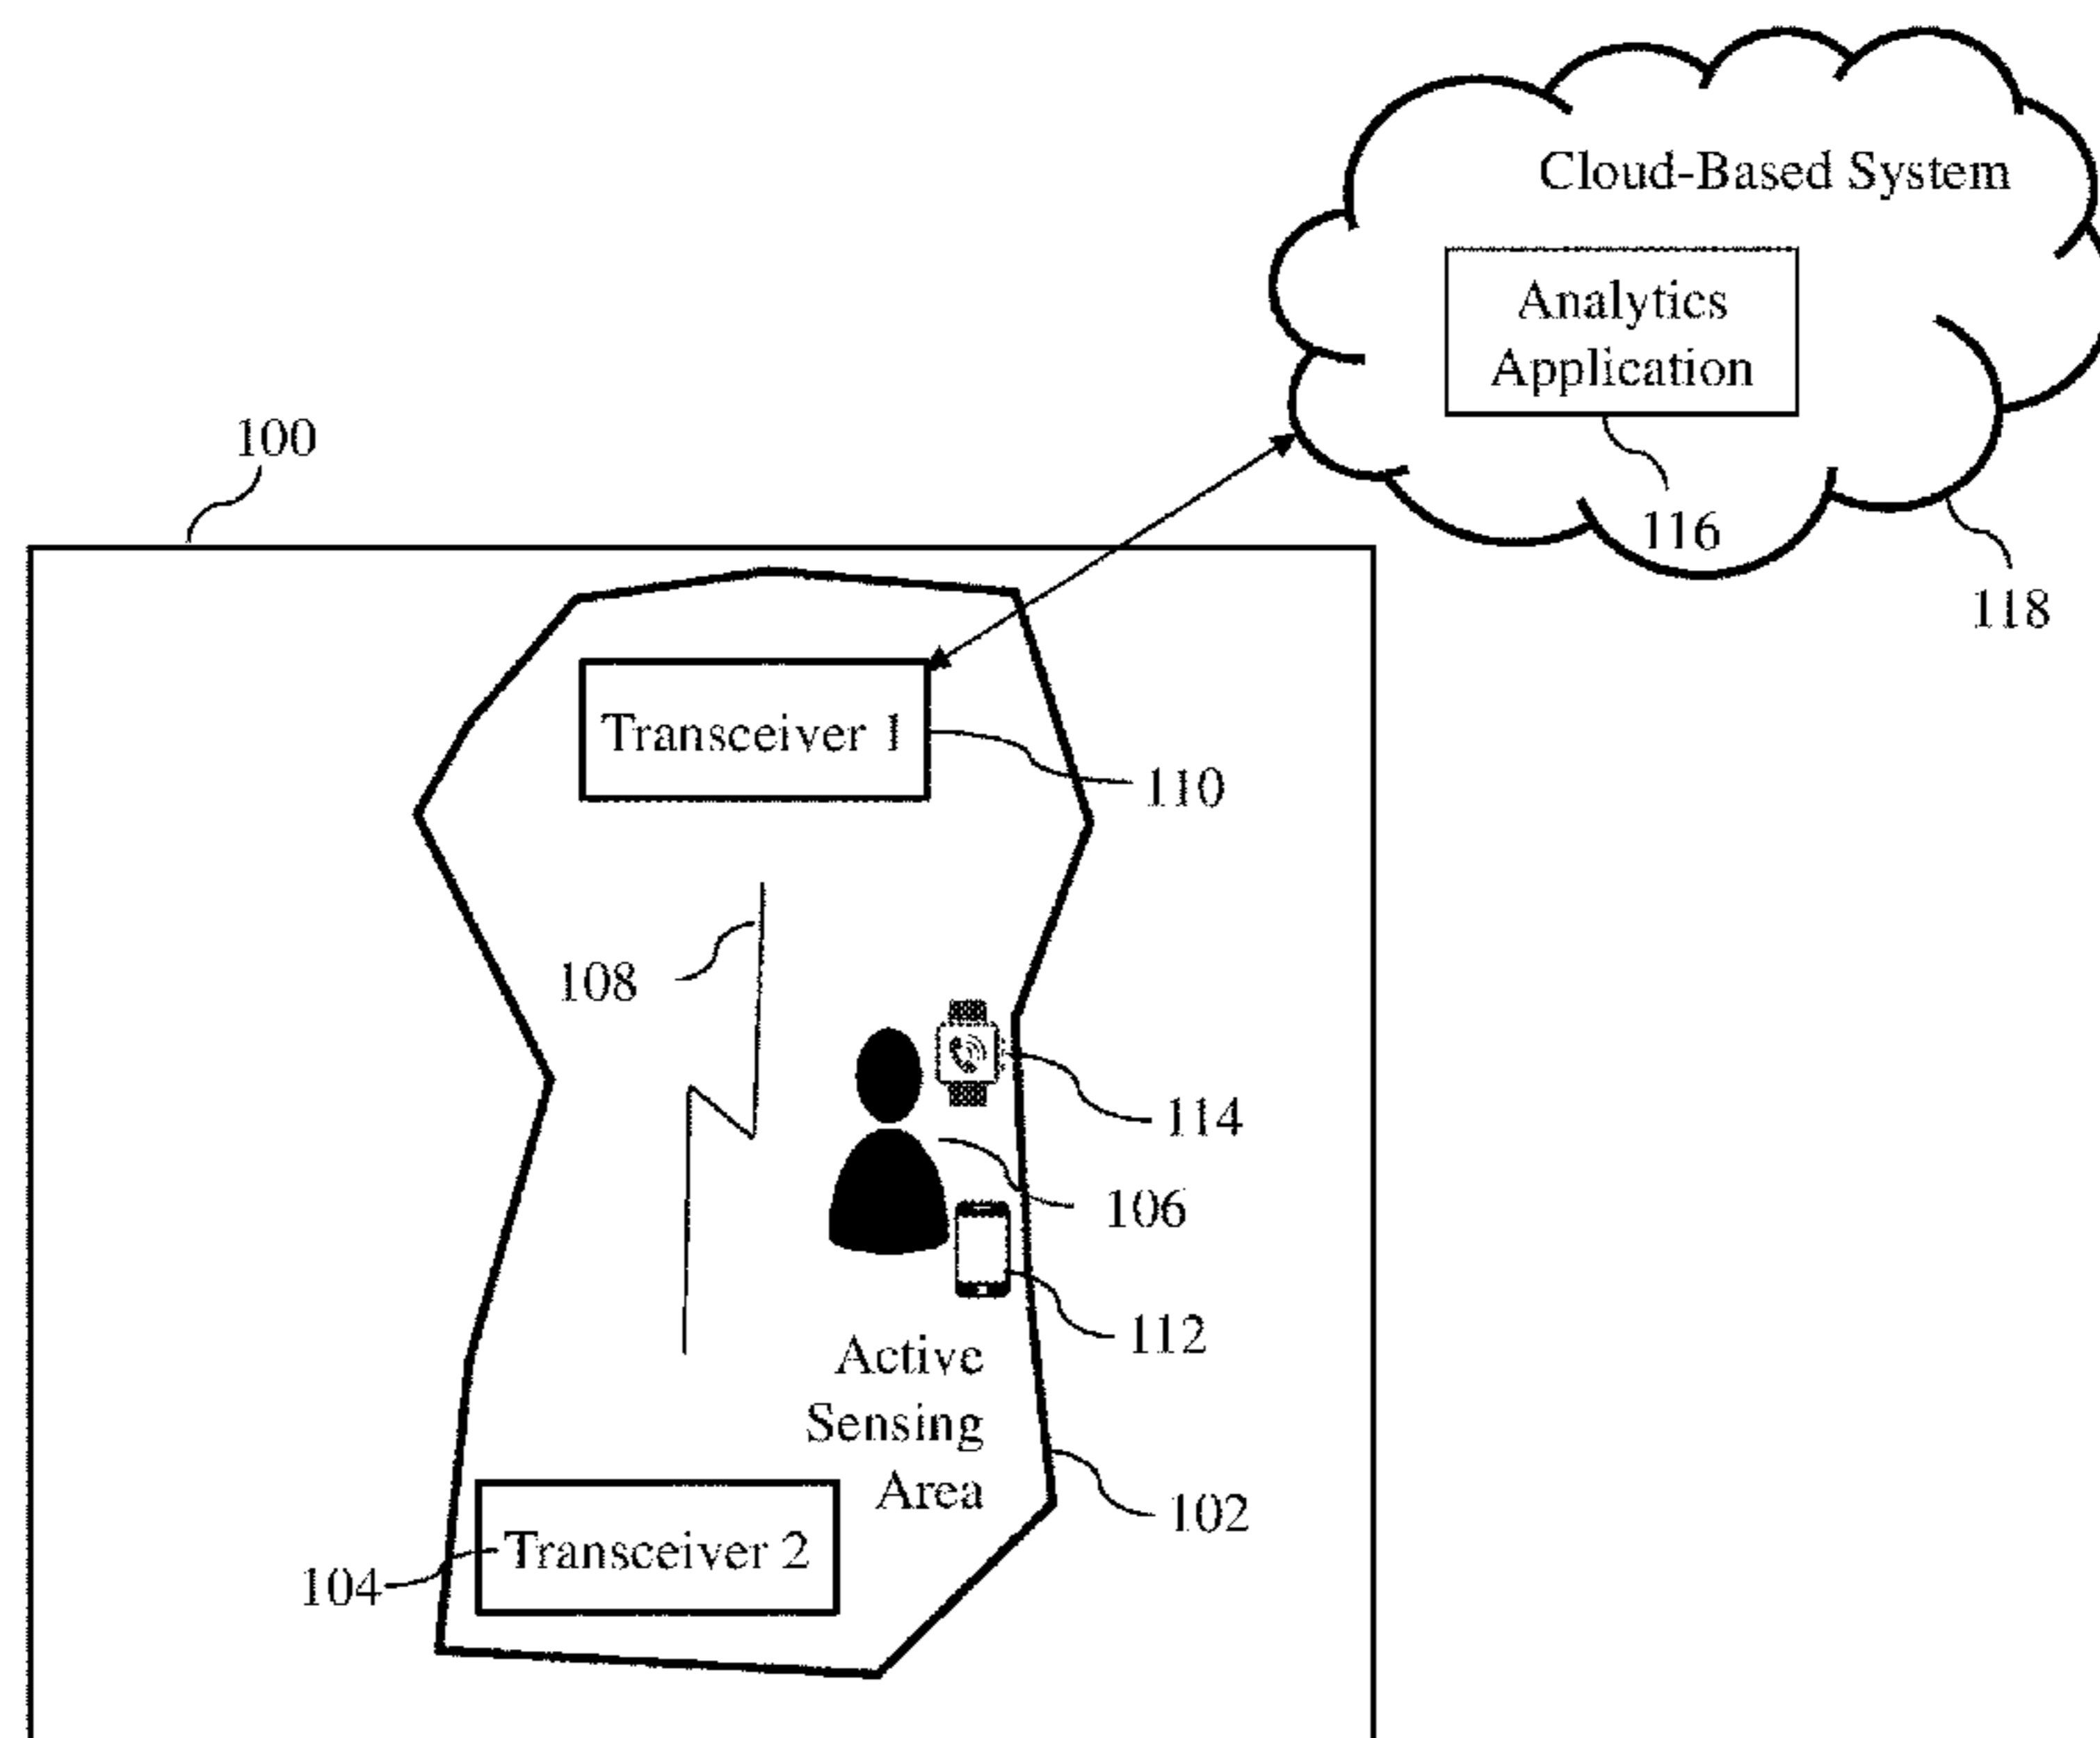 Cloud-Based System
Analytics
Application
100
116
118
Transceiver 1
110
108
114
106
112
Active
Sensing
Area
102
Transceiver 2
104